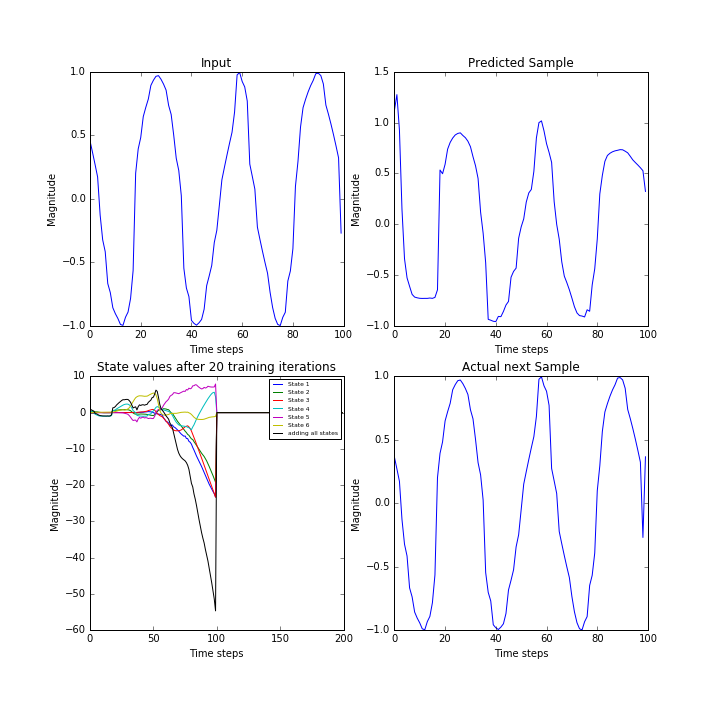 Input
Predicted Sample
1.0
0.5
0.0
−0.5
−1.0
Magnitude
0 20 40 60 80 100
Time steps
1.5
1.0
0.5
0.0
−0.5
−1.0
Magnitude
0 20 40 60 80 100
Time steps
State values after 20 training iterations
Actual next Sample
10
0
−10
−20
−30
−40
−50
−60
Magnitude
State 1
State 2
State 3
State 4
State 5
State 6
adding all states
0 50 100 150 200
Time steps
1.0
0.5
0.0
−0.5
−1.0
Magnitude
0 20 40 60 80 100
Time steps